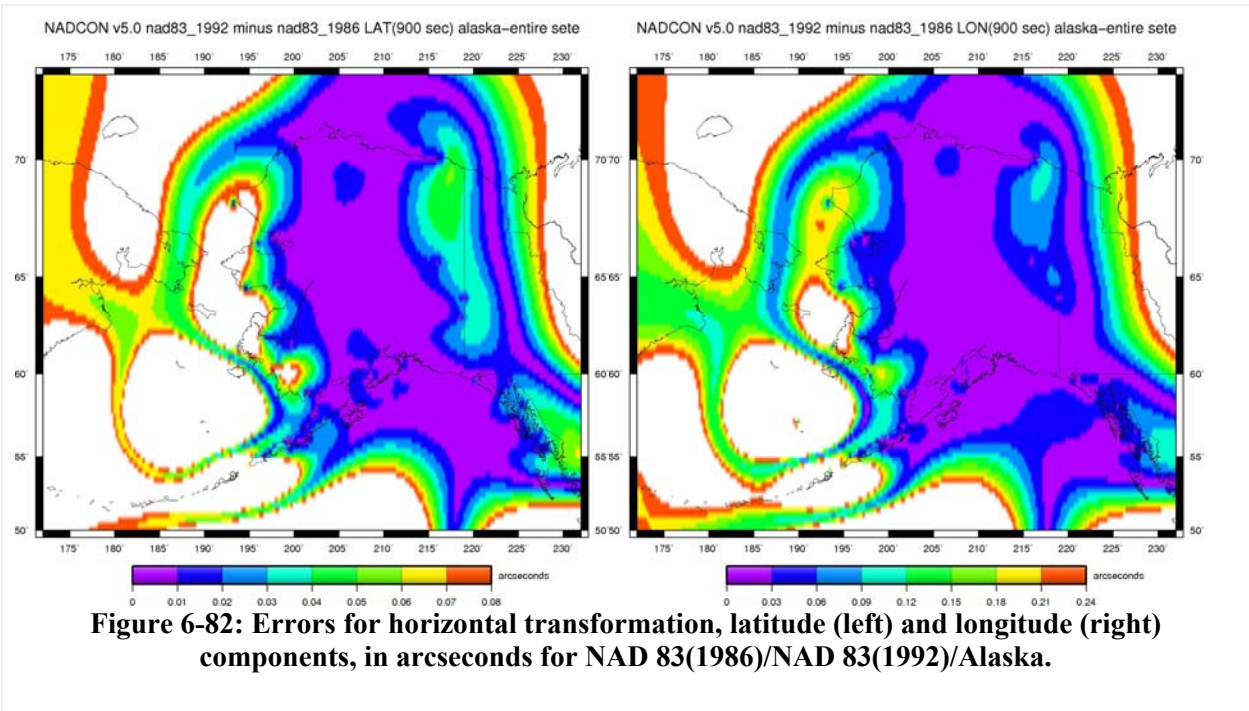 NADCON v5.0 nad83_1992 minus nad83_1986 LAT(900 sec) alaska−entire sete
175˚ 180˚ 185˚ 190˚ 195˚ 200˚ 205˚ 210˚ 215˚ 220˚ 225˚ 230˚
70˚
65˚
60˚
55˚
50˚
175˚ 180˚ 185˚ 190˚ 195˚ 200˚ 205˚ 210˚ 215˚ 220˚ 225˚ 230˚
arcseconds
0 0.01 0.02 0.03 0.04 0.05 0.06 0.07 0.08
NADCON v5.0 nad83_1992 minus nad83_1986 LON(900 sec) alaska−entire sete
175˚ 180˚ 185˚ 190˚ 195˚ 200˚ 205˚ 210˚ 215˚ 220˚ 225˚ 230˚
70˚ 70˚ 70˚
65˚ 65˚ 65˚
60˚ 60˚ 60˚
55˚ 55˚ 55˚
50˚ 50˚ 50˚
175˚ 180˚ 185˚ 190˚ 195˚ 200˚ 205˚ 210˚ 215˚ 220˚ 225˚ 230˚
arcseconds
0 0.03 0.06 0.09 0.12 0.15 0.18 0.21 0.24
Figure 6-82: Errors for horizontal transformation, latitude (left) and longitude (right)
components, in arcseconds for NAD 83(1986)/NAD 83(1992)/Alaska.